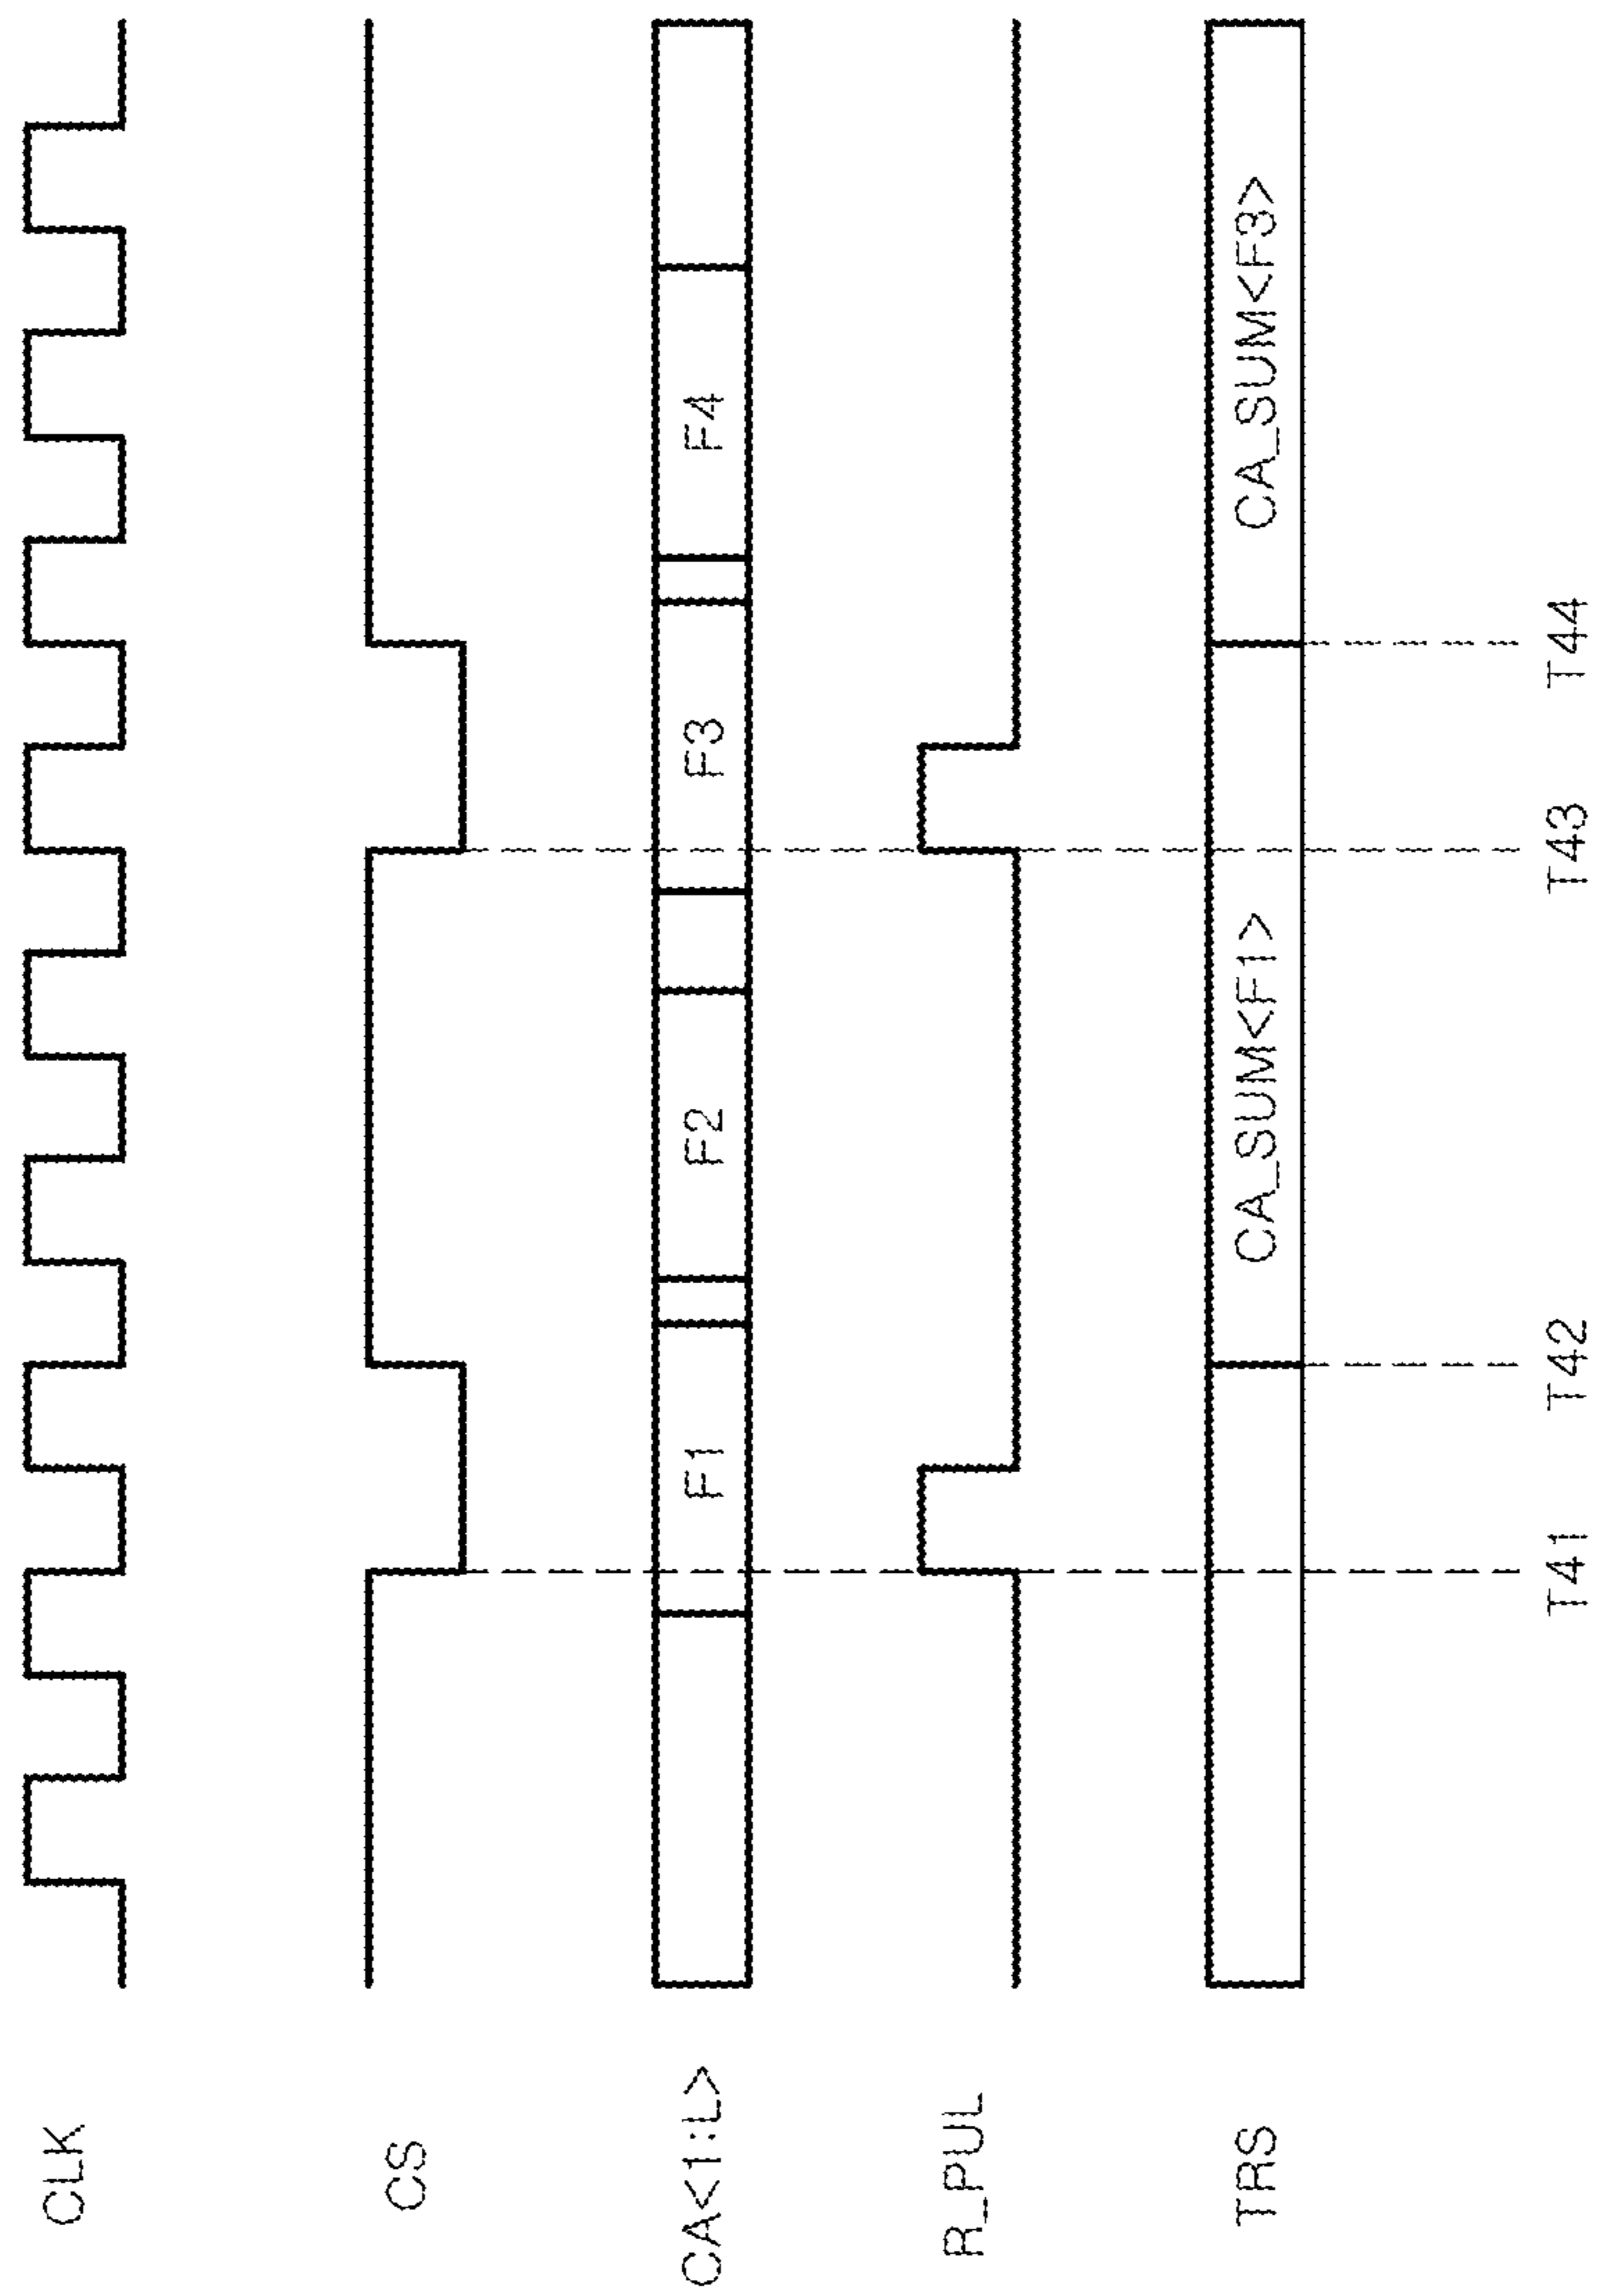 CLK
CS
CA<1:L>
F1 F2 F3 F4
R_PUL
TRS
CA_SUM<F1> CA_SUM<F3>
T41 T42 T43 T44